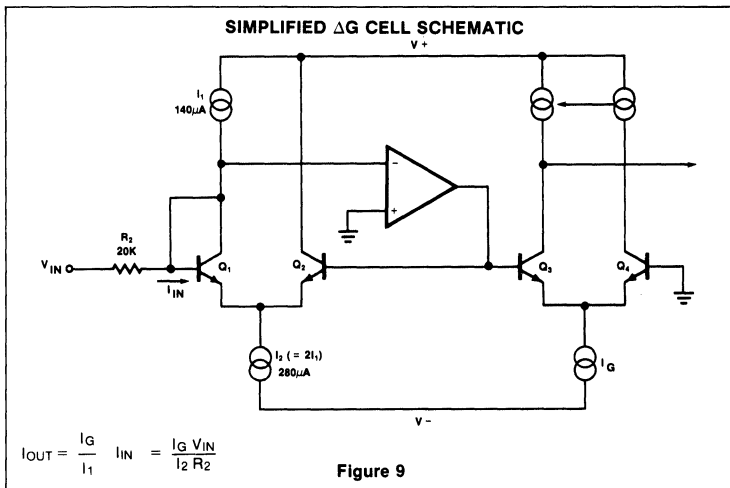 SIMPLIFIED ΔG CELL SCHEMATIC
V+
I1
140μA
−
+
R2
20K
VIN
IIN
Q1
Q2
Q3
Q4
I2 (= 2I1)
280μA
IG
V−
IOUT = IG / I1 IIN = IG VIN / I2 R2
Figure 9